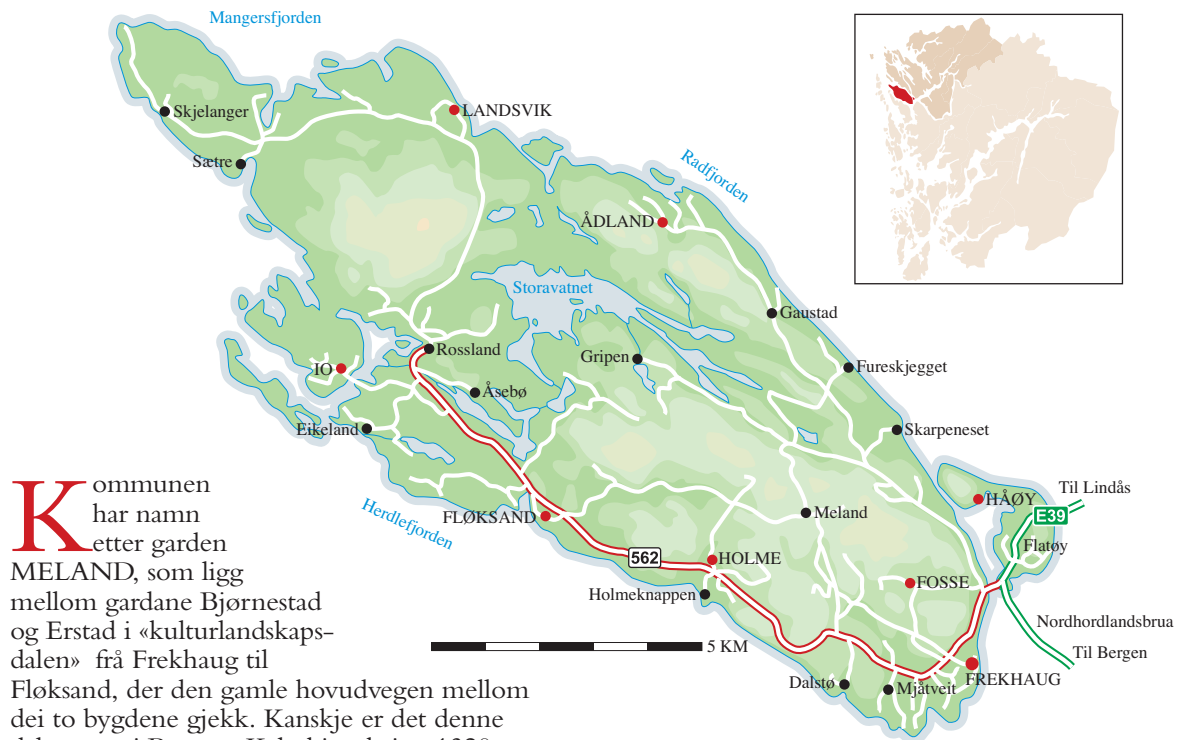 Mangersfjorden
Skjelanger
LANDSVIK
Sætre
Radfjorden
ÅDLAND
Storavatnet
Gaustad
Rossland
Gripen
IO
Fureskjegget
Åsebø
Eikeland
Skarpeneset
Herdlefjorden
FLØKSAND
Meland
HÅØY
Til Lindås
E39
Flatøy
562
HOLME
FOSSE
Holmeknappen
Nordhordlandsbrua
5 KM
Til Bergen
FREKHAUG
Dalstø
Mjåtveit
Kommunen
har namn
etter garden
MELAND, som ligg
mellom gardane Bjørnestad
og Erstad i «kulturlandskaps-
dalen» frå Frekhaug til
Fløksand, der den gamle hovudvegen mellom
dei to bygdene gjekk. Kanskje er det denne